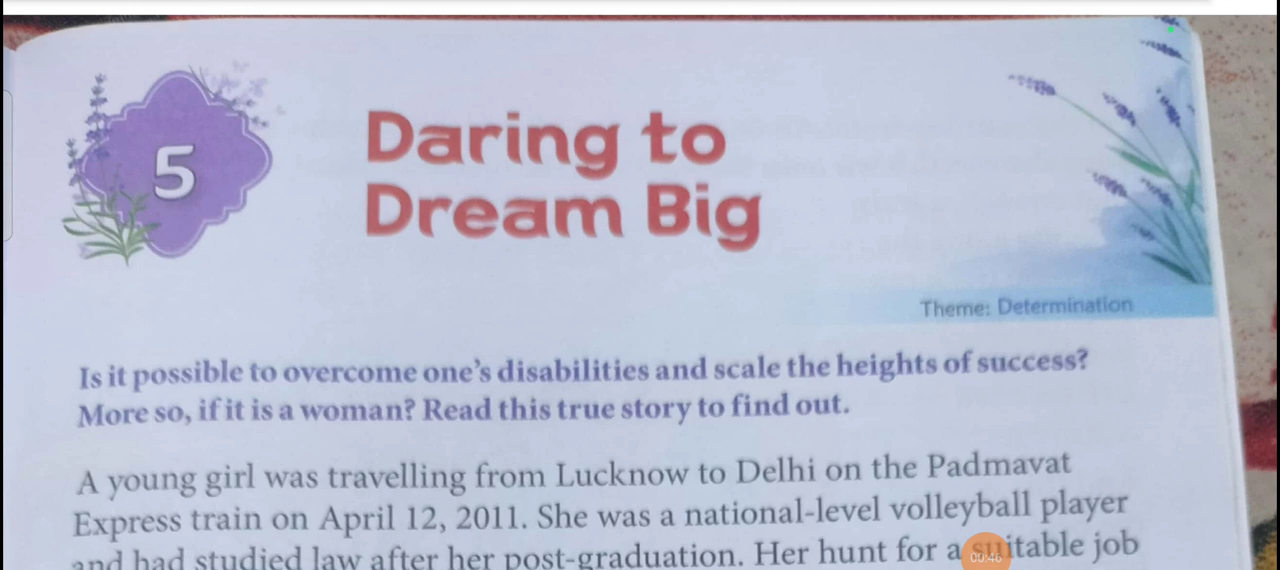 5
Daring to
Dream Big
Theme: Determination
Is it possible to overcome one's disabilities and scale the heights of success?
More so, if it is a woman? Read this true story to find out.
A young girl was travelling from Lucknow to Delhi on the Padmavat
Express train on April 12, 2011. She was a national-level volleyball player
and had studied law after her post-graduation. Her hunt for a suitable job
00:46